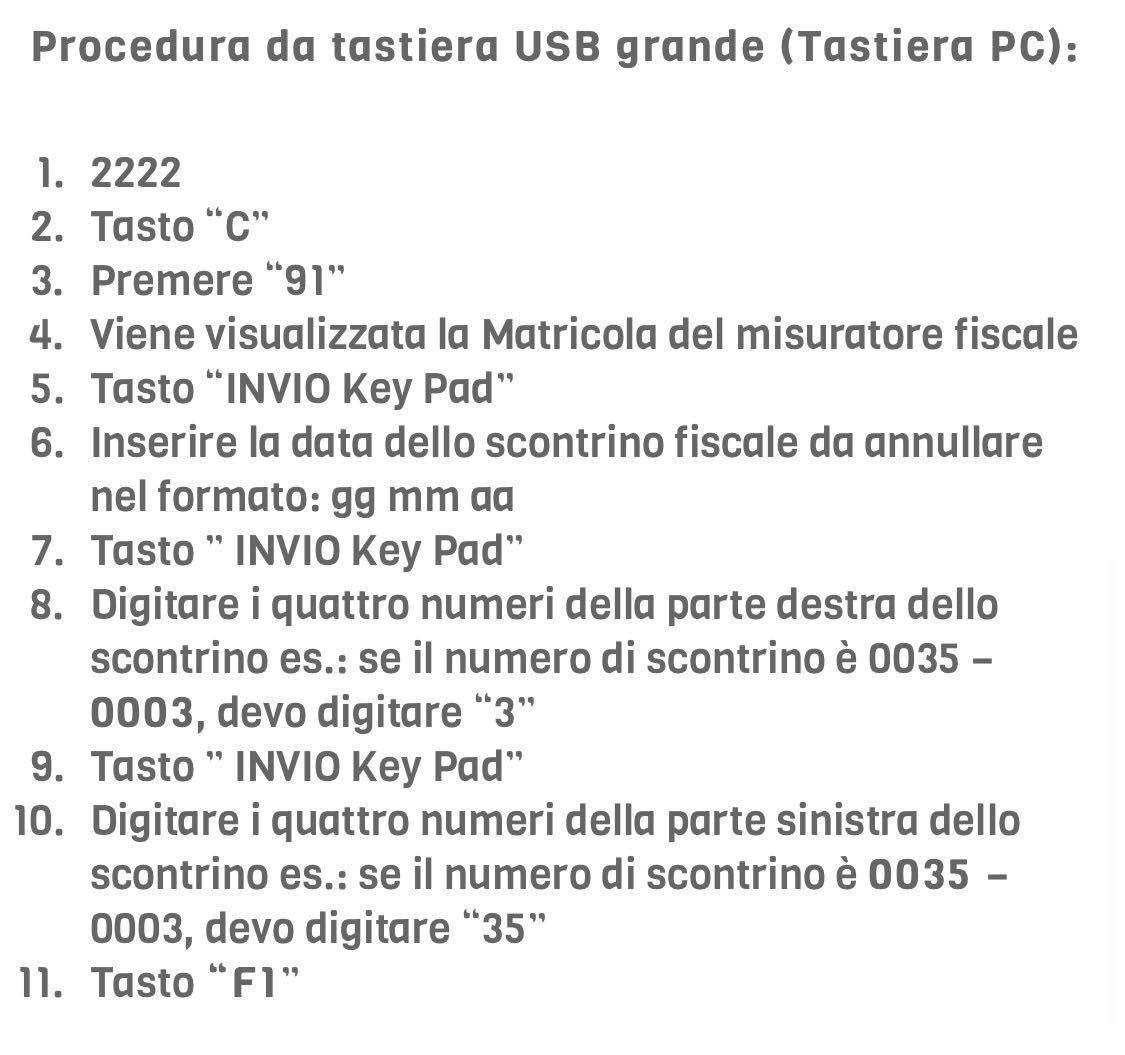 Procedura da tastiera USB grande (Tastiera PC):
1. 2222
2. Tasto “C”
3. Premere “91”
4. Viene visualizzata la Matricola del misuratore fiscale
5. Tasto “INVIO Key Pad”
6. Inserire la data dello scontrino fiscale da annullare
nel formato: gg mm aa
7. Tasto ” INVIO Key Pad”
8. Digitare i quattro numeri della parte destra dello
scontrino es.: se il numero di scontrino è 0035 –
0003, devo digitare “3”
9. Tasto ” INVIO Key Pad”
10. Digitare i quattro numeri della parte sinistra dello
scontrino es.: se il numero di scontrino è 0035 –
0003, devo digitare “35”
11. Tasto “F1”